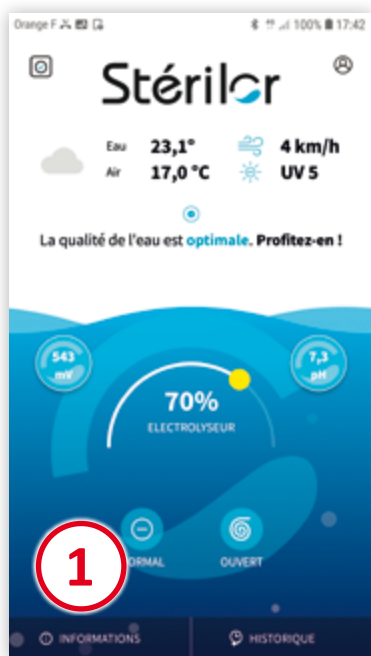 Orange F 100% 17:42
Stérilor
Eau 23,1° 4 km/h
Air 17,0 °C UV 5
La qualité de l'eau est optimale. Profitez-en !
543 mV
7,3 pH
70%
ELECTROLYSEUR
1
ORMAL OUVERT
INFORMATIONS HISTORIQUE